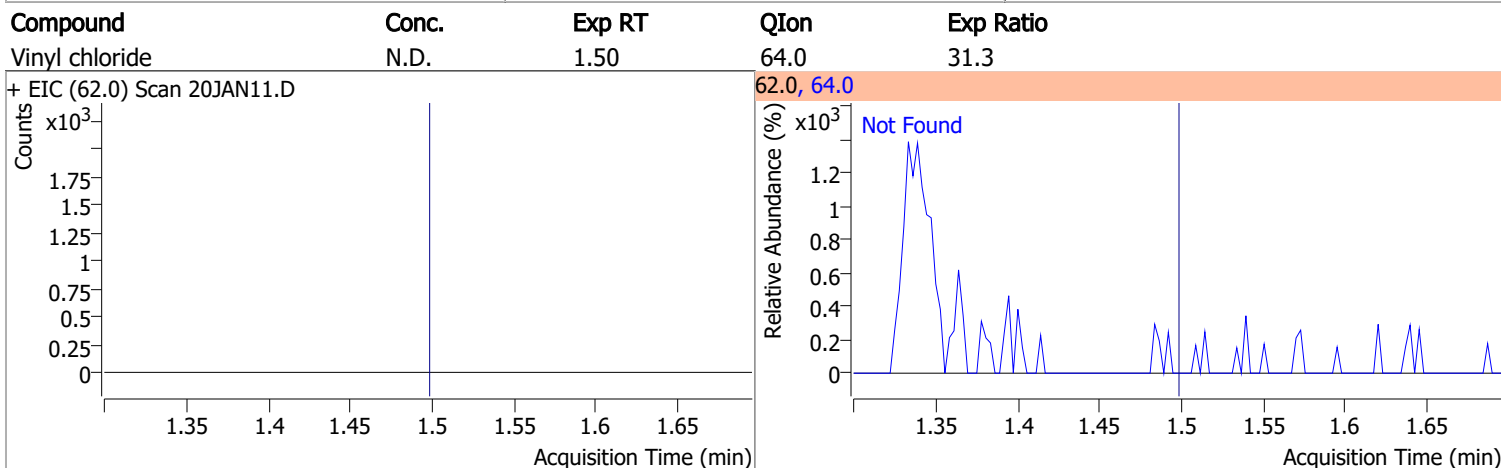 Compound Conc. Exp RT QIon Exp Ratio
Vinyl chloride N.D. 1.50 64.0 31.3
+ EIC (62.0) Scan 20JAN11.D
Counts
x10³
1.75
1.5
1.25
1
0.75
0.5
0.25
0
1.35 1.4 1.45 1.5 1.55 1.6 1.65
Acquisition Time (min)
62.0, 64.0
Relative Abundance (%)
x10³
Not Found
1.2
1
0.8
0.6
0.4
0.2
0
1.35 1.4 1.45 1.5 1.55 1.6 1.65
Acquisition Time (min)